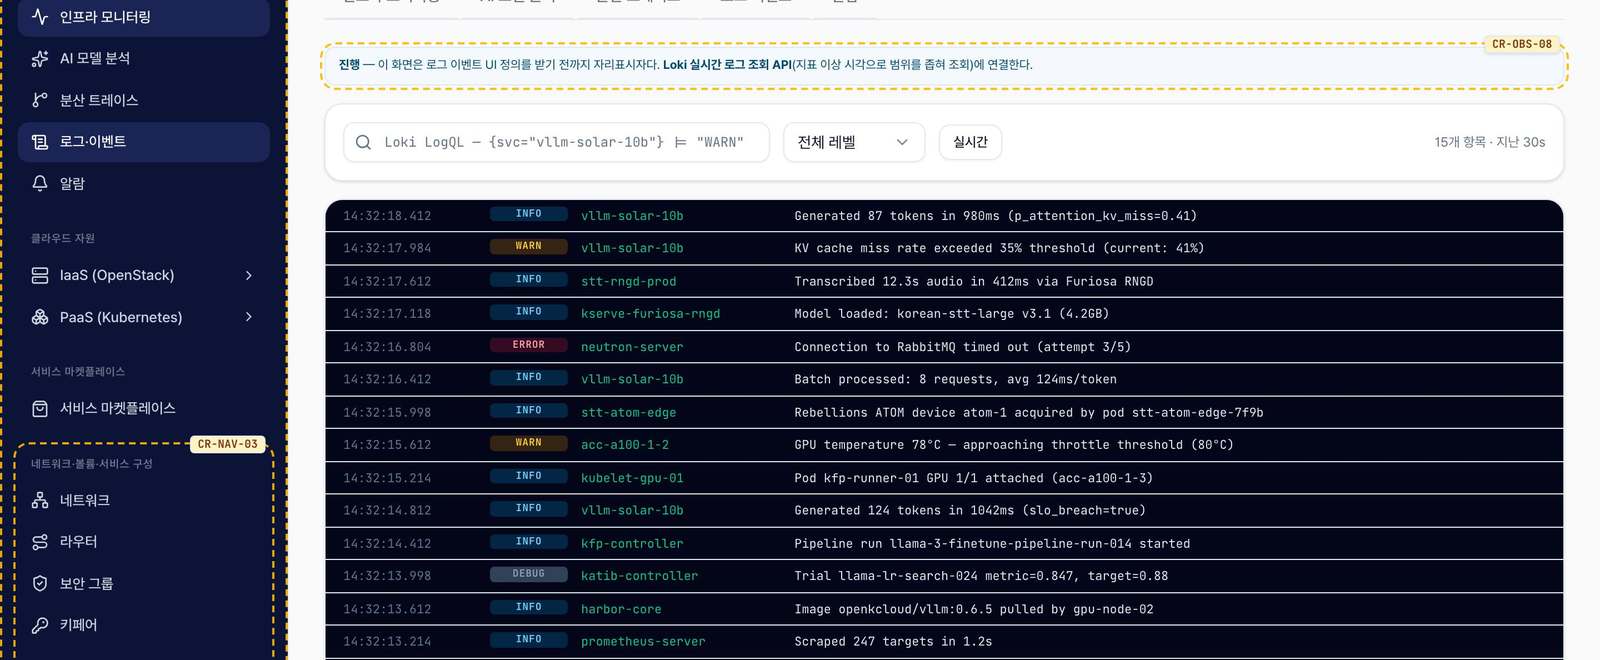 인프라 모니터링
AI 모델 분석
분산 트레이스
로그·이벤트
알람
클라우드 자원
IaaS (OpenStack)
PaaS (Kubernetes)
서비스 마켓플레이스
서비스 마켓플레이스
CR-NAV-03
네트워크·볼륨·서비스 구성
네트워크
라우터
보안 그룹
키페어
CR-OBS-08
진행 — 이 화면은 로그 이벤트 UI 정의를 받기 전까지 자리표시자다. Loki 실시간 로그 조회 API(지표 이상 시각으로 범위를 좁혀 조회)에 연결한다.
Loki LogQL — {svc="vllm-solar-10b"} |= "WARN" 전체 레벨 실시간 15개 항목 · 지난 30s
14:32:18.412 INFO vllm-solar-10b Generated 87 tokens in 980ms (p_attention_kv_miss=0.41)
14:32:17.984 WARN vllm-solar-10b KV cache miss rate exceeded 35% threshold (current: 41%)
14:32:17.612 INFO stt-rngd-prod Transcribed 12.3s audio in 412ms via Furiosa RNGD
14:32:17.118 INFO kserve-furiosa-rngd Model loaded: korean-stt-large v3.1 (4.2GB)
14:32:16.804 ERROR neutron-server Connection to RabbitMQ timed out (attempt 3/5)
14:32:16.412 INFO vllm-solar-10b Batch processed: 8 requests, avg 124ms/token
14:32:15.998 INFO stt-atom-edge Rebellions ATOM device atom-1 acquired by pod stt-atom-edge-7f9b
14:32:15.612 WARN acc-a100-1-2 GPU temperature 78°C — approaching throttle threshold (80°C)
14:32:15.214 INFO kubelet-gpu-01 Pod kfp-runner-01 GPU 1/1 attached (acc-a100-1-3)
14:32:14.812 INFO vllm-solar-10b Generated 124 tokens in 1042ms (slo_breach=true)
14:32:14.412 INFO kfp-controller Pipeline run llama-3-finetune-pipeline-run-014 started
14:32:13.998 DEBUG katib-controller Trial llama-lr-search-024 metric=0.847, target=0.88
14:32:13.612 INFO harbor-core Image openkcloud/vllm:0.6.5 pulled by gpu-node-02
14:32:13.214 INFO prometheus-server Scraped 247 targets in 1.2s